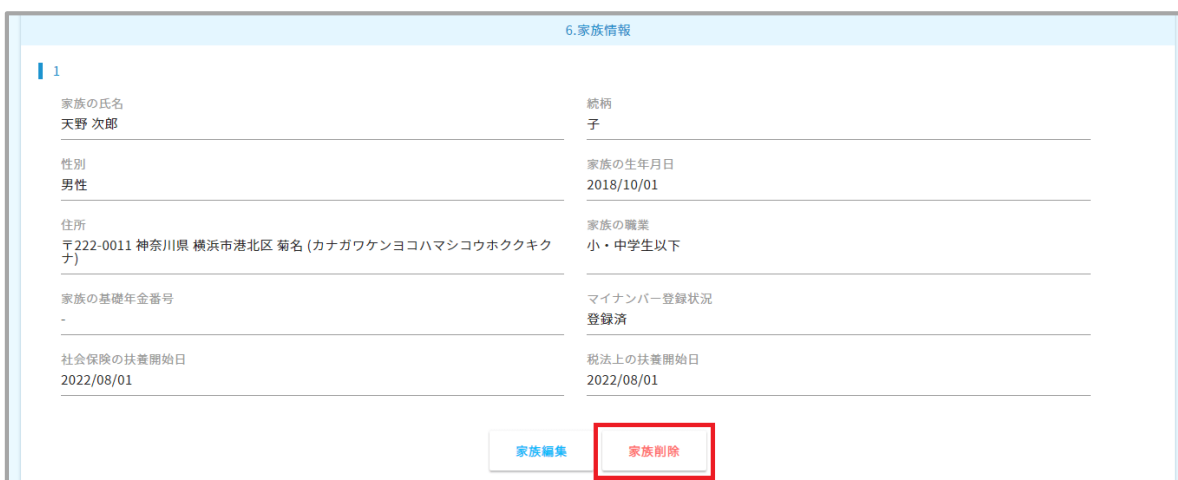 6.家族情報
1
家族の氏名
天野 次郎
続柄
子
性別
男性
家族の生年月日
2018/10/01
住所
〒222-0011 神奈川県 横浜市港北区 菊名 (カナガワケンヨコハマシコウホククキク
ナ)
家族の職業
小・中学生以下
家族の基礎年金番号
-
マイナンバー登録状況
登録済
社会保険の扶養開始日
2022/08/01
税法上の扶養開始日
2022/08/01
家族編集
家族削除